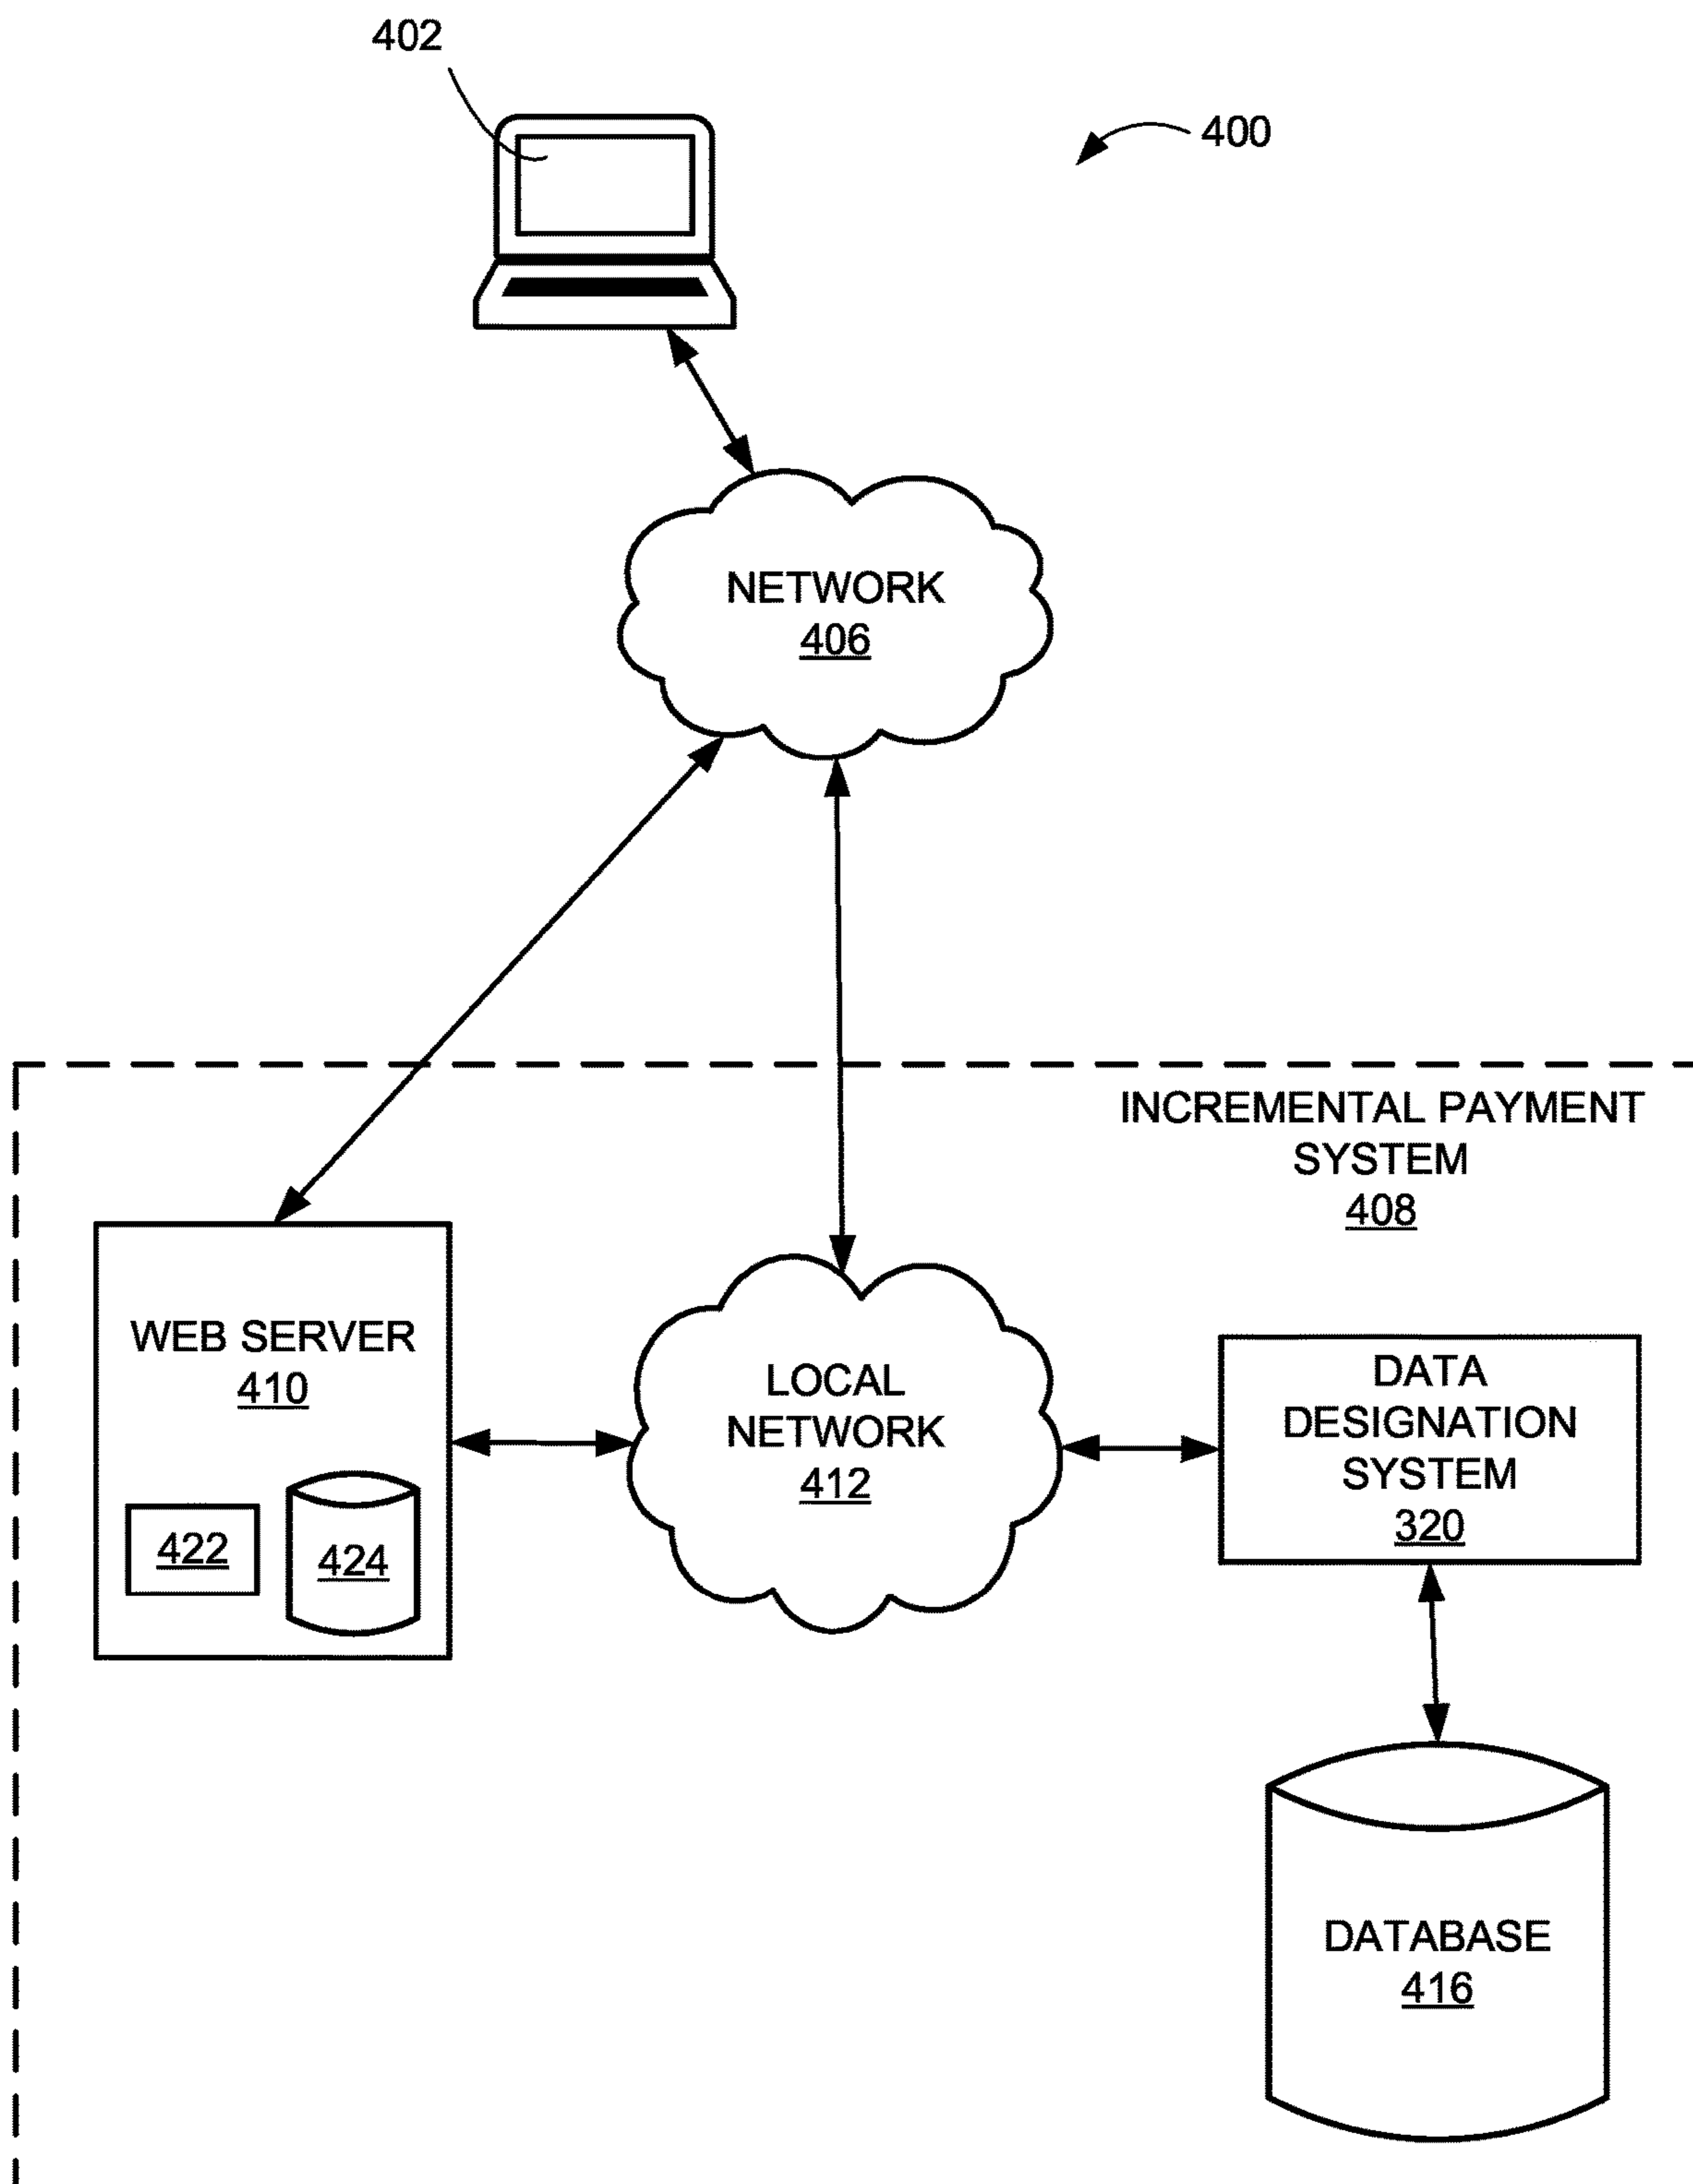 402
400
NETWORK
406
INCREMENTAL PAYMENT
SYSTEM
408
WEB SERVER
410
422
424
LOCAL
NETWORK
412
DATA
DESIGNATION
SYSTEM
320
DATABASE
416